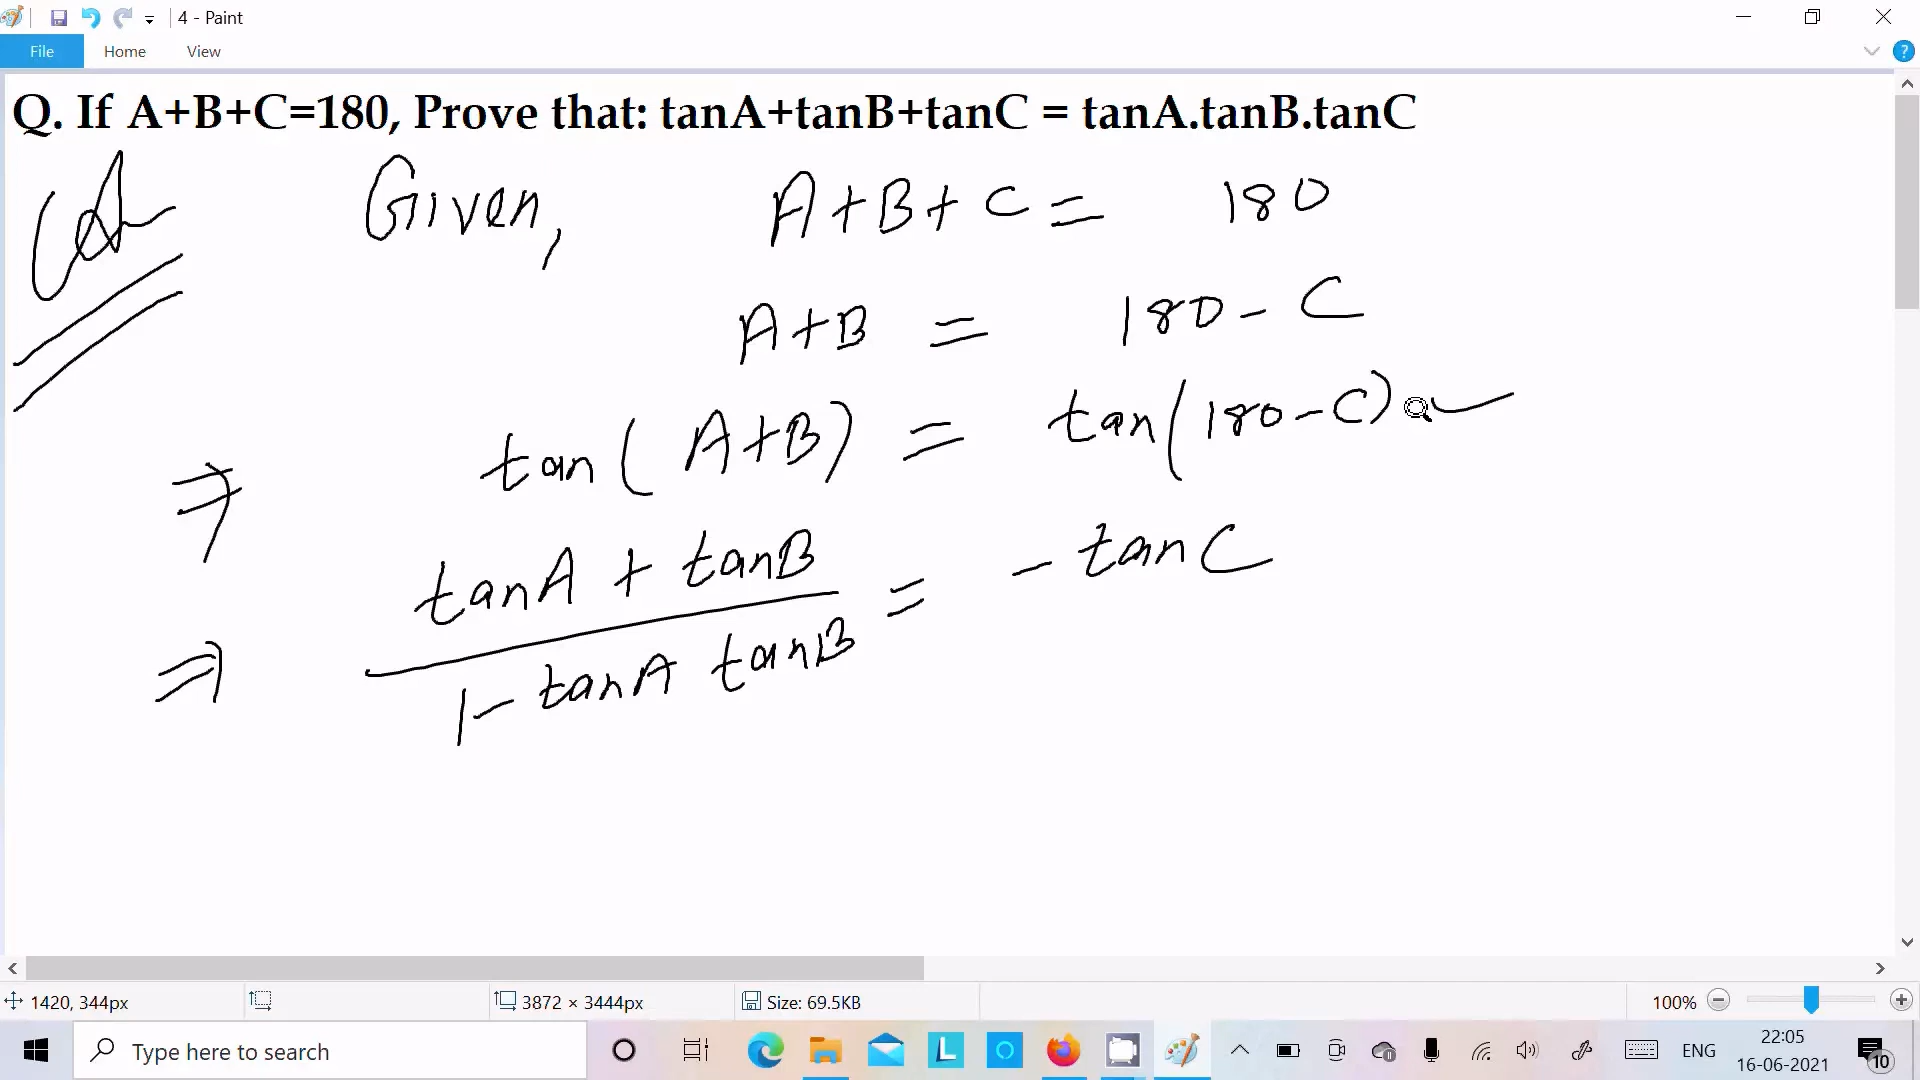 4 - Paint
File Home View
Q. If A+B+C=180, Prove that: tanA+tanB+tanC = tanA.tanB.tanC
Given, A+B+C = 180
A+B = 180 - C
⇒ tan(A+B) = tan(180-C)
⇒ tanA + tanB / 1 - tanA tanB = - tanC
1420, 344px 3872 × 3444px Size: 69.5KB 100%
Type here to search
L
ENG
22:05
16-06-2021
10